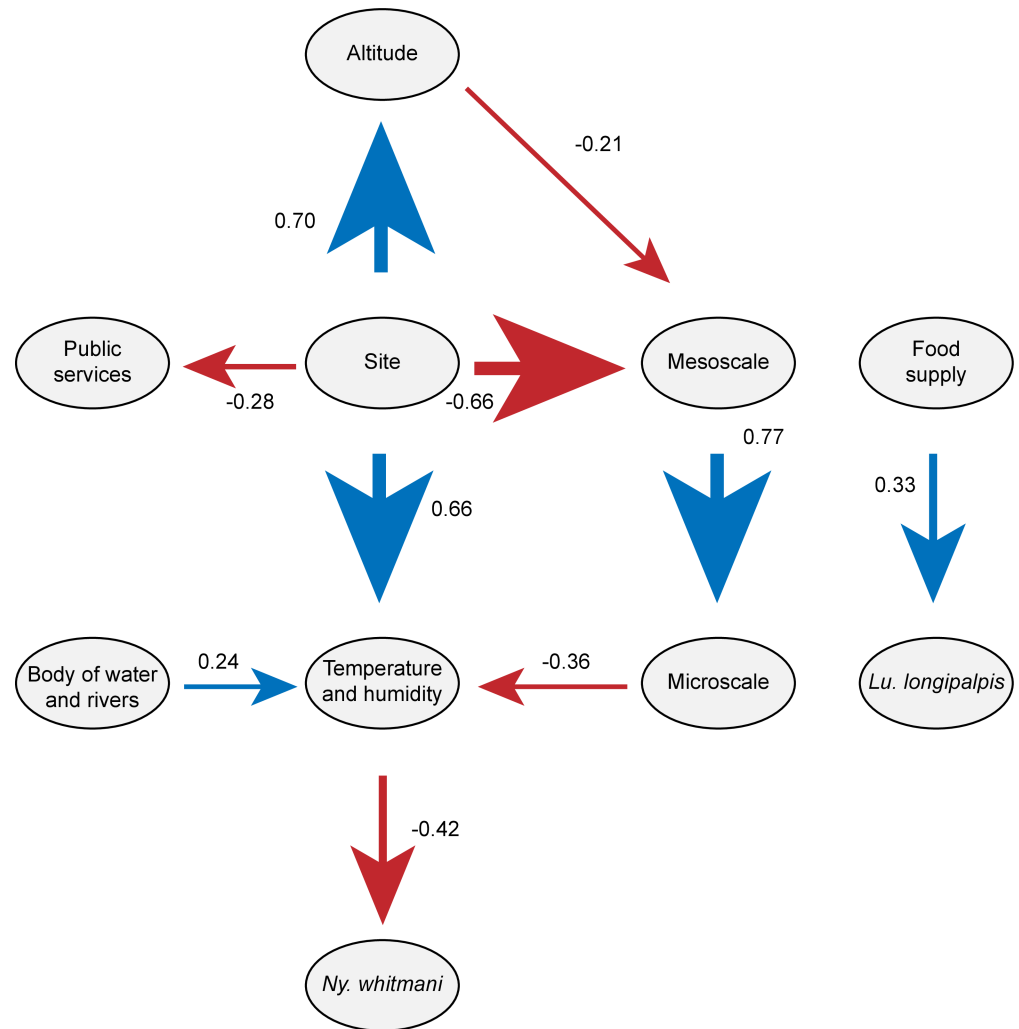 Altitude
-0.21
0.70
Public
services
Site
Mesoscale
Food
supply
-0.28
-0.66
0.77
0.33
0.66
Body of water
and rivers
0.24
Temperature
and humidity
-0.36
Microscale
Lu. longipalpis
-0.42
Ny. whitmani